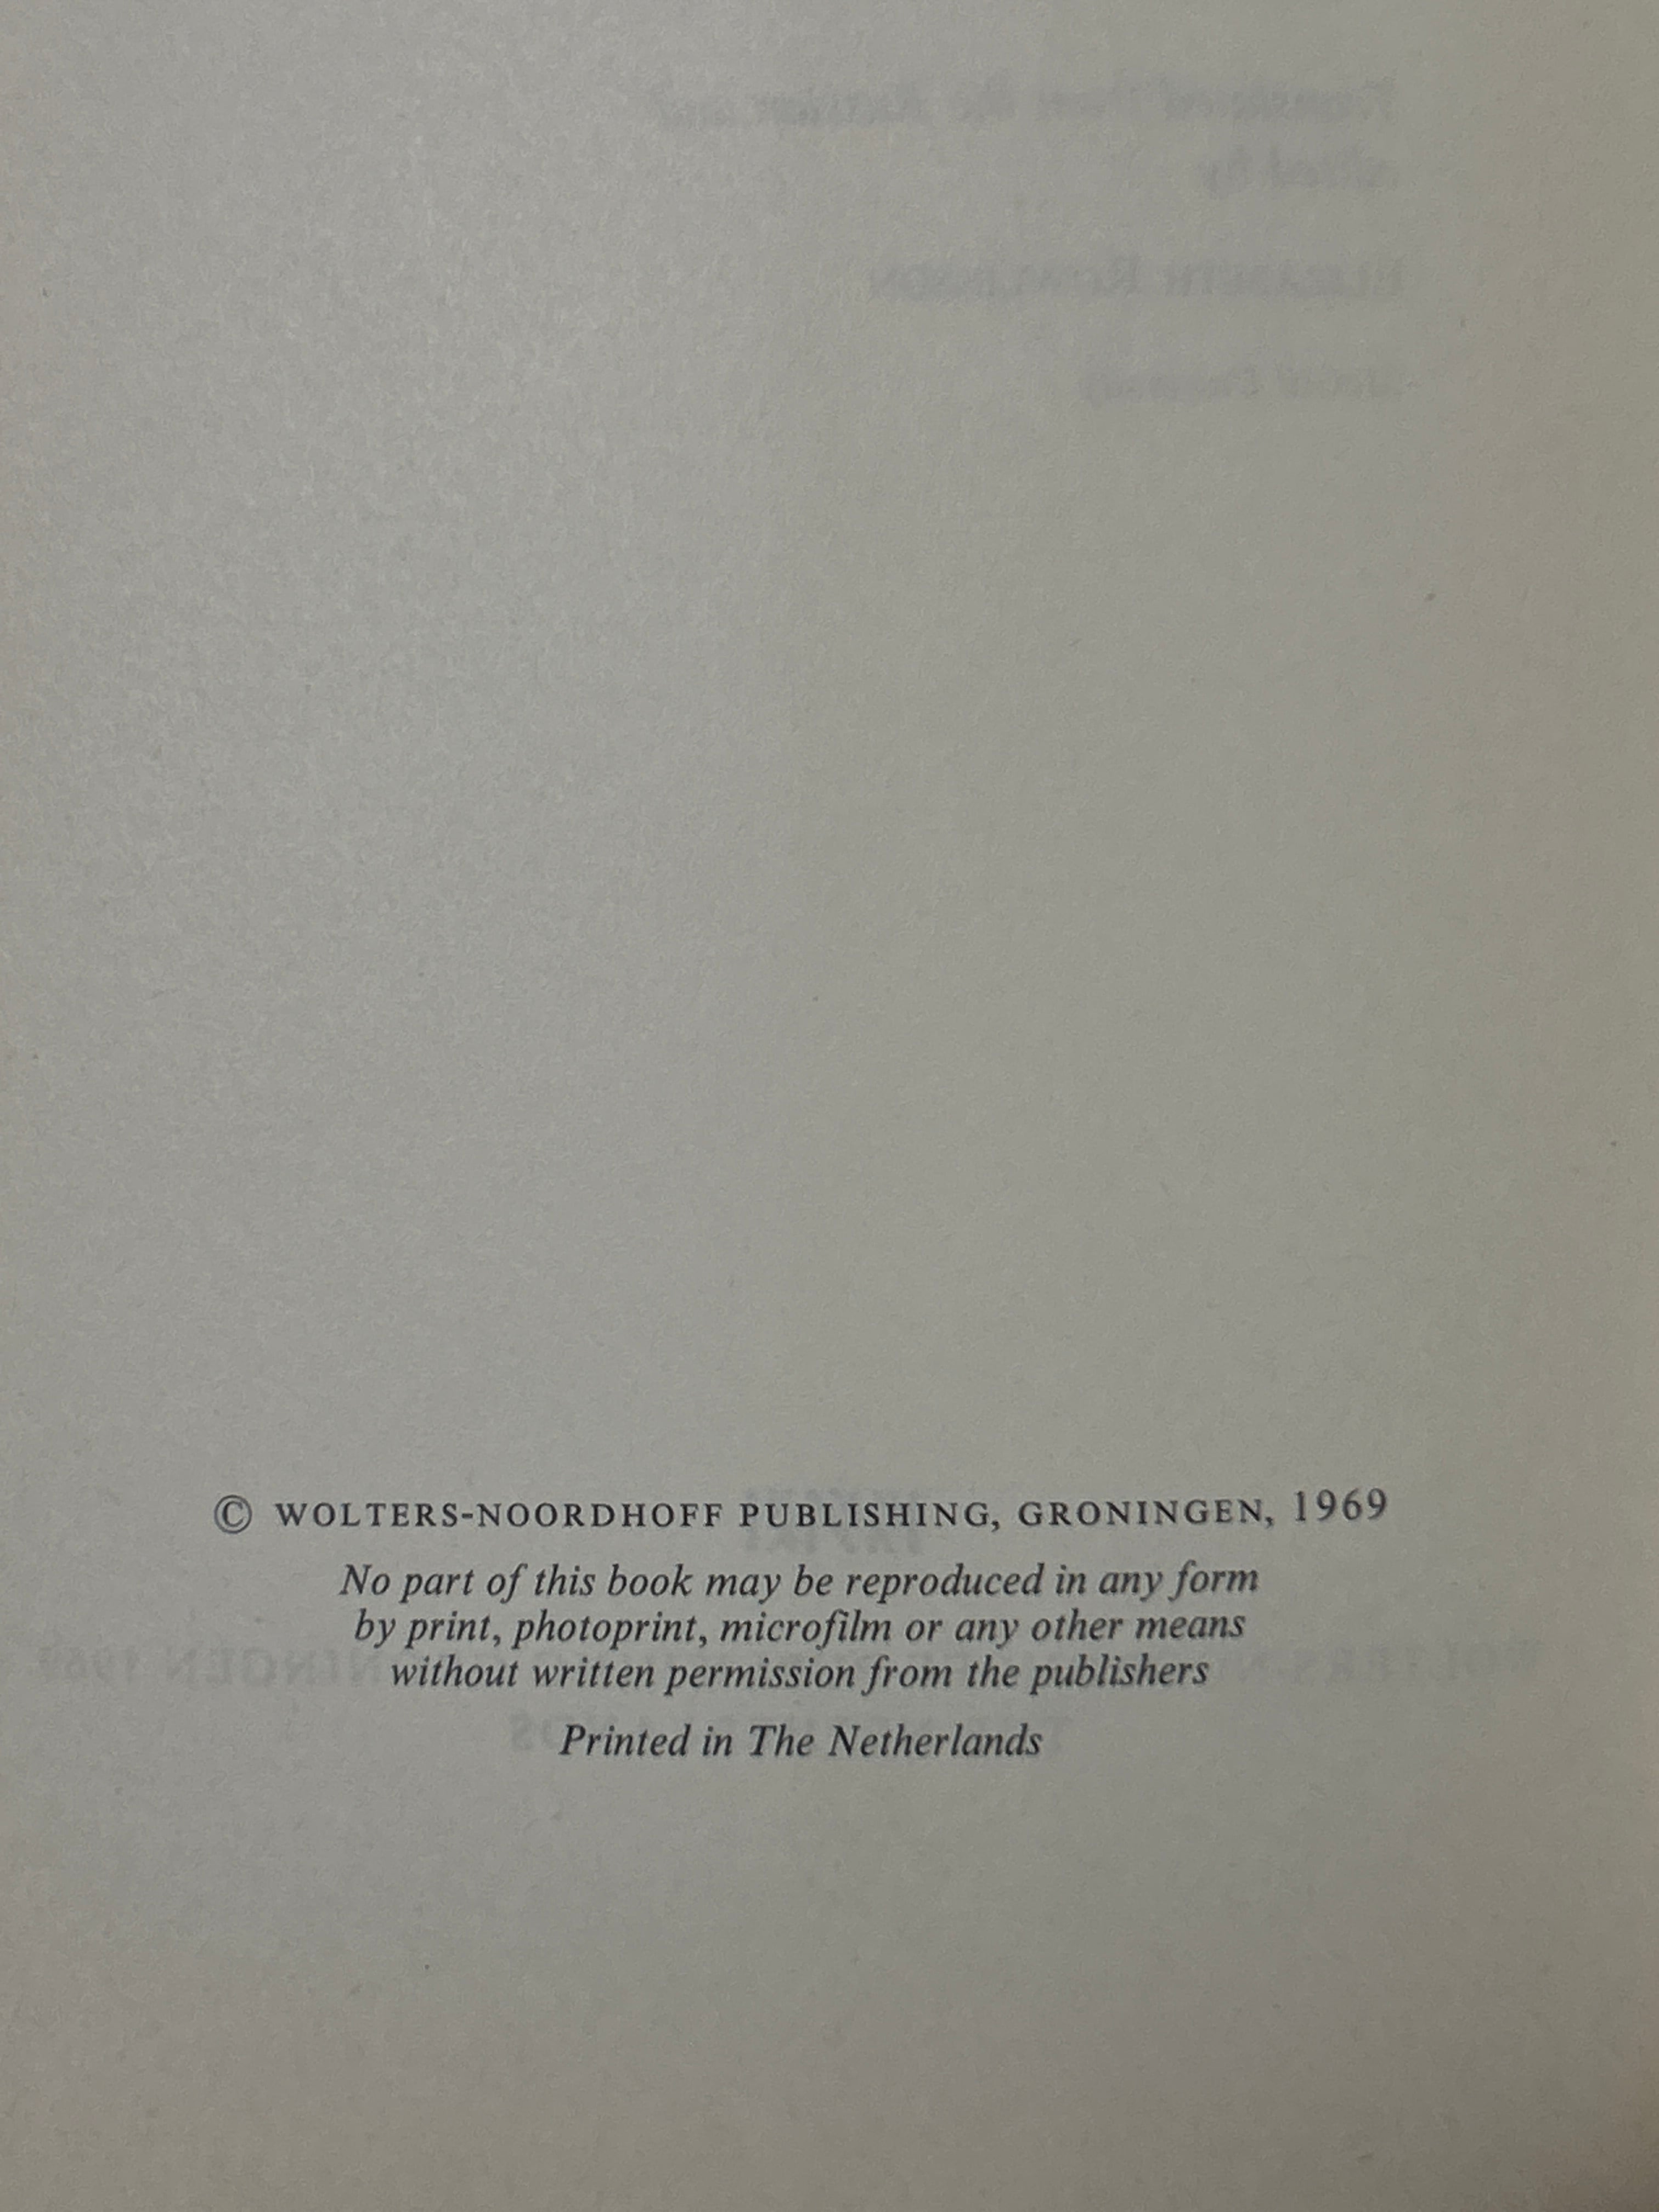 © WOLTERS-NOORDHOFF PUBLISHING, GRONINGEN, 1969
No part of this book may be reproduced in any form
by print, photoprint, microfilm or any other means
without written permission from the publishers
Printed in The Netherlands